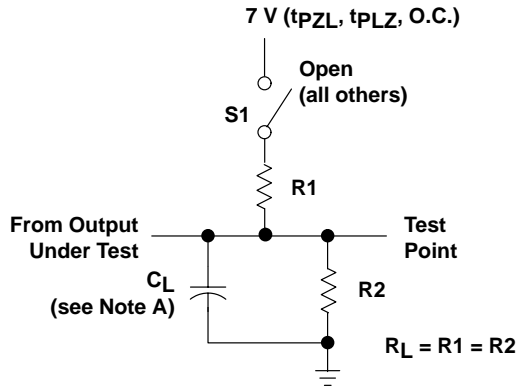 7 V (tPZL, tPLZ, O.C.)
Open
(all others)
S1
R1
From Output
Under Test
Test
Point
CL
(see Note A)
R2
RL = R1 = R2